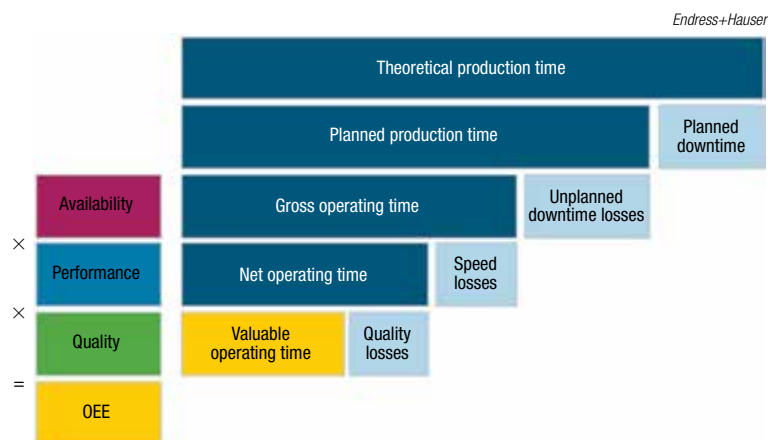 Endress+Hauser
Theoretical production time
Planned production time
Planned
downtime
Availability
Gross operating time
Unplanned
downtime losses
×
Performance
Net operating time
Speed
losses
×
Quality
Valuable
operating time
Quality
losses
=
OEE